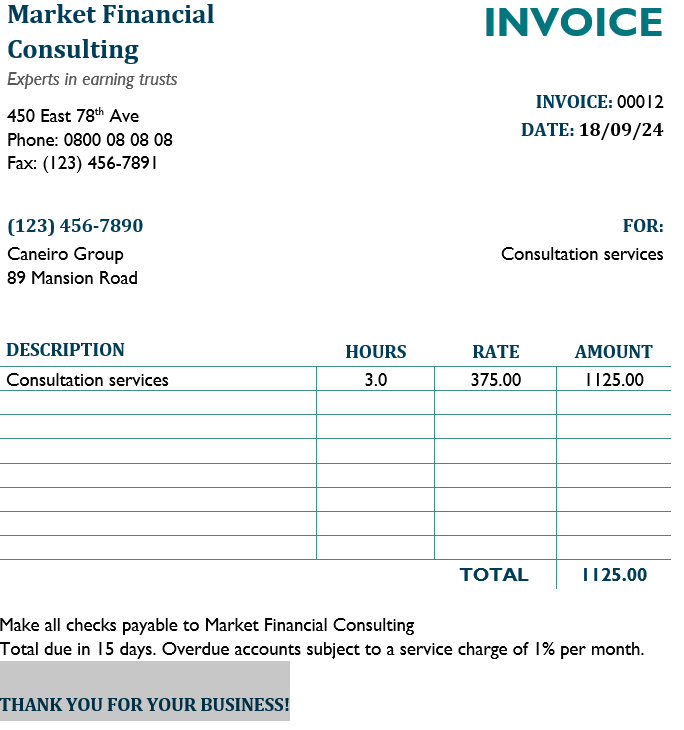 Market Financial
Consulting
INVOICE
Experts in earning trusts
INVOICE: 00012
450 East 78th Ave
DATE: 18/09/24
Phone: 0800 08 08 08
Fax: (123) 456-7891
(123) 456-7890
FOR:
Caneiro Group
Consultation services
89 Mansion Road
DESCRIPTION HOURS RATE AMOUNT
Consultation services 3.0 375.00 1125.00
TOTAL 1125.00
Make all checks payable to Market Financial Consulting
Total due in 15 days. Overdue accounts subject to a service charge of 1% per month.
THANK YOU FOR YOUR BUSINESS!